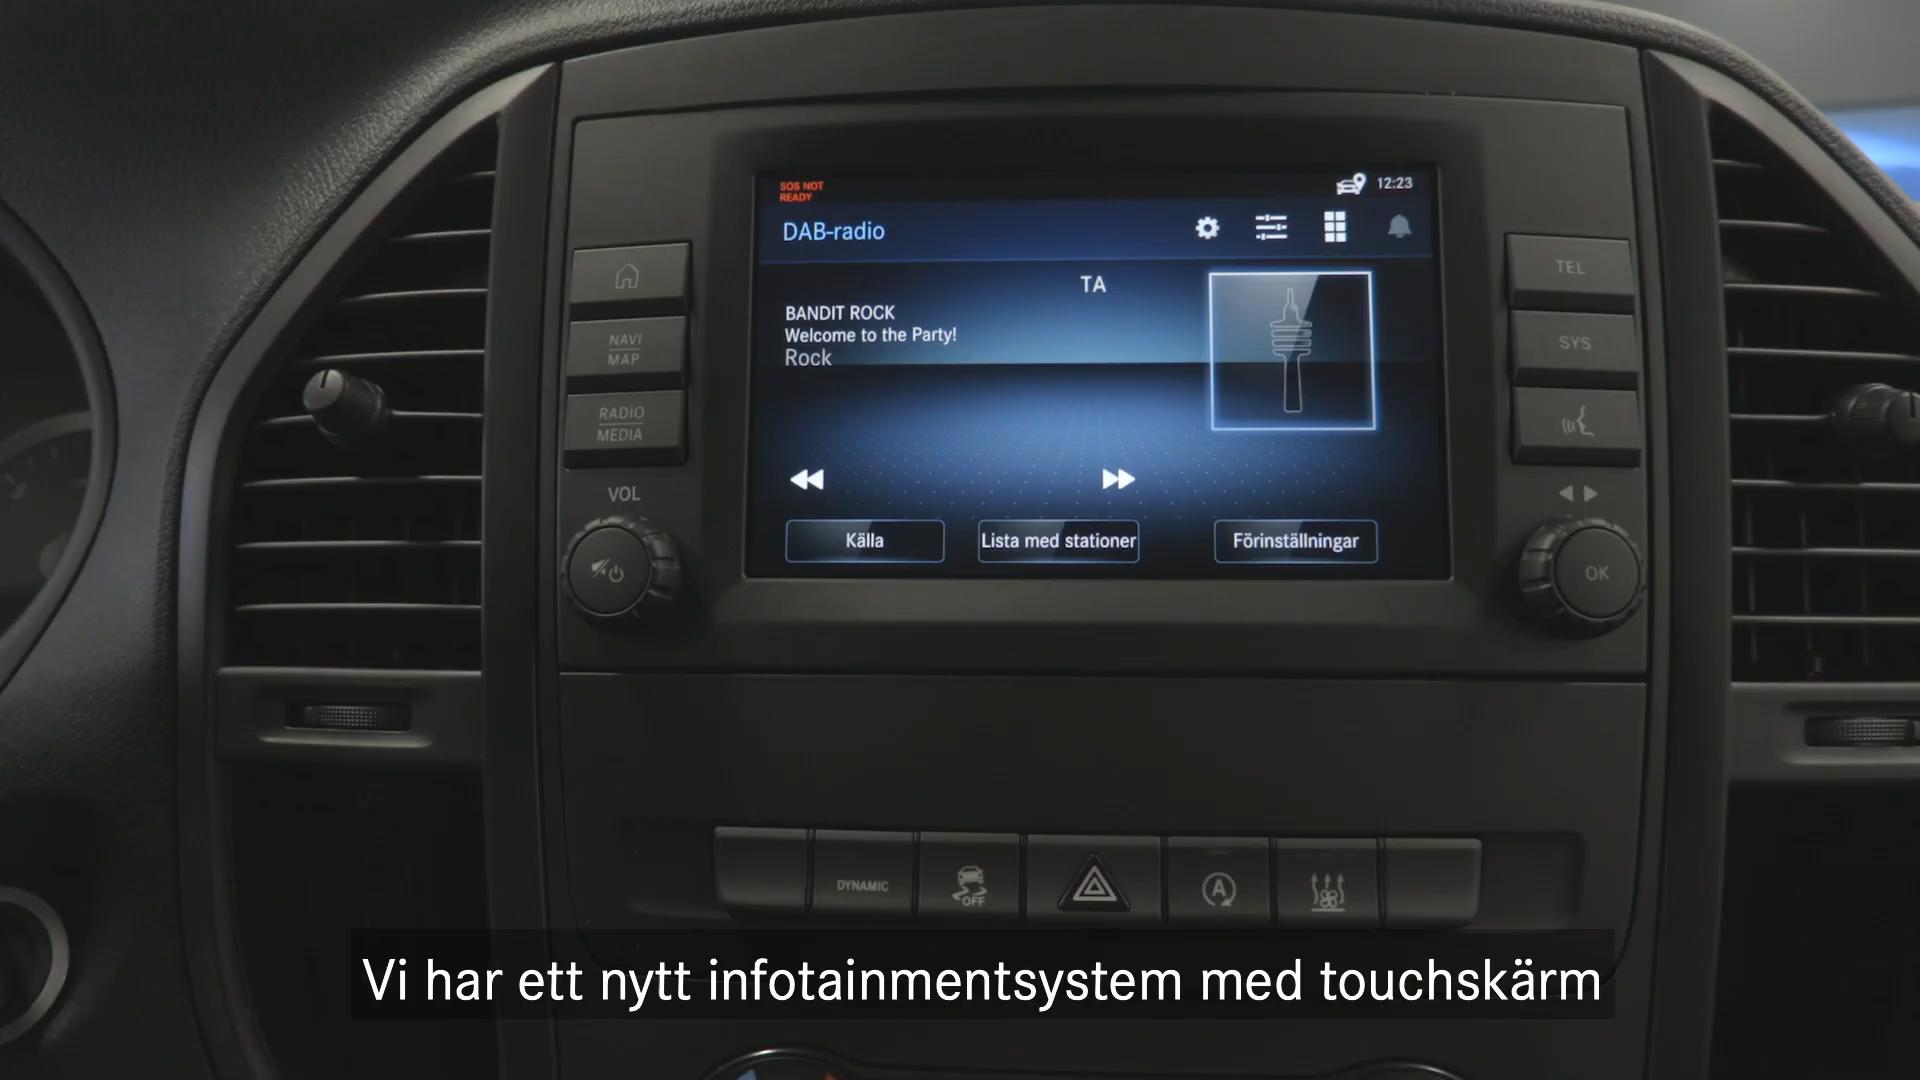 SOS NOT
READY
12:23
DAB-radio
TA
BANDIT ROCK
Welcome to the Party!
Rock
Källa
Lista med stationer
Förinställningar
NAVI
MAP
RADIO
MEDIA
VOL
TEL
SYS
OK
DYNAMIC
OFF
A
Vi har ett nytt infotainmentsystem med touchskärm